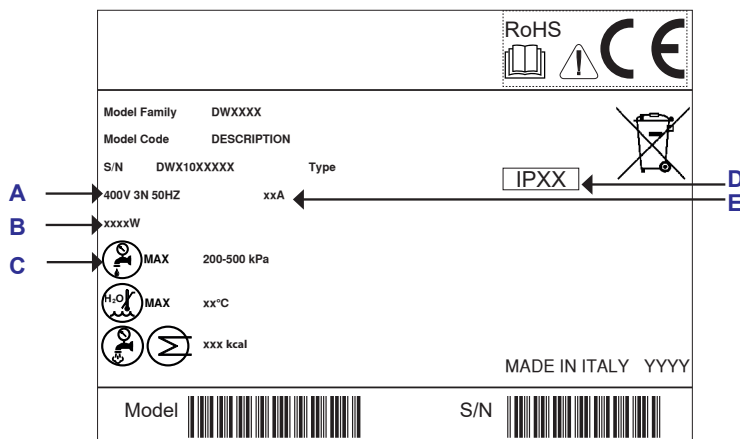 RoHS
CE
Model Family DWXXXX
Model Code DESCRIPTION
S/N DWX10XXXXX Type
IPXX
D
A 400V 3N 50HZ xxA
E
B xxxxW
C MAX 200-500 kPa
H₂O MAX xx°C
xxx kcal
MADE IN ITALY YYYY
Model S/N